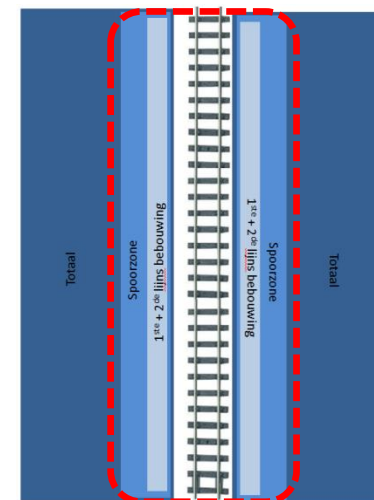 Totaal
Spoorzone
1ste + 2de lijns bebouwing
1ste + 2de lijns bebouwing
Spoorzone
Totaal